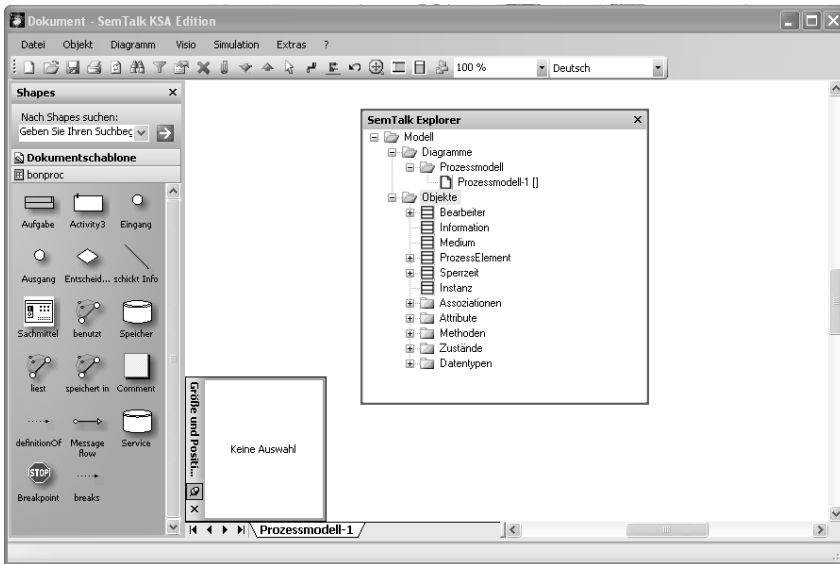 Dokument - SemTalk KSA Edition
Datei Objekt Diagramm Visio Simulation Extras ?
100 % Deutsch
Shapes
Nach Shapes suchen:
Geben Sie Ihren Suchbeg
Dokumentschablone
bonproc
Aufgabe Activity3 Eingang
Ausgang Entscheid... schickt Info
Sachmittel benutzt Speicher
liest speichert in Comment
definitionOf Message flow Service
STOP
Breakpoint breaks
SemTalk Explorer
Modell
Diagramme
Prozessmodell
Prozessmodell-1 []
Objekte
Bearbeiter
Information
Medium
ProzessElement
Sperrzeit
Instanz
Assoziationen
Attribute
Methoden
Zustände
Datentypen
Größe und Positi...
Keine Auswahl
Prozessmodell-1